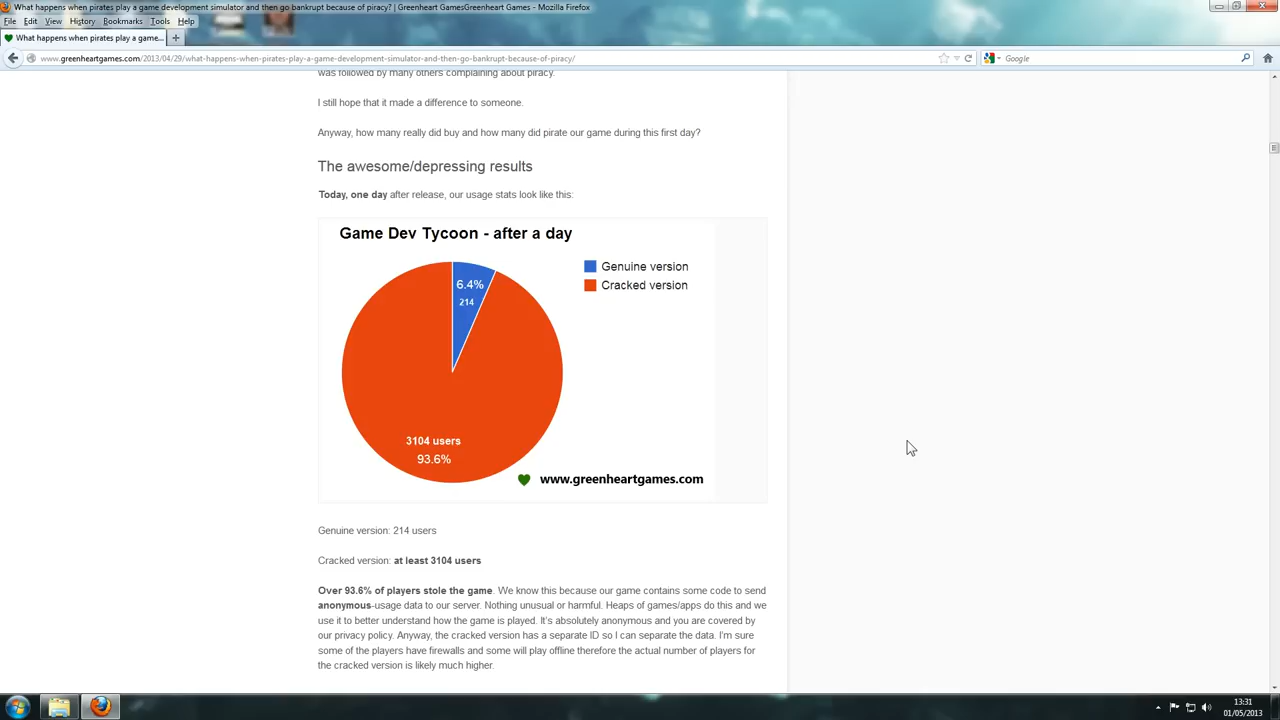 What happens when pirates play a game development simulator and then go bankrupt because of piracy? | Greenheart GamesGreenheart Games - Mozilla Firefox
File Edit View History Bookmarks Tools Help
What happens when pirates play a game...
www.greenheartgames.com/2013/04/29/what-happens-when-pirates-play-a-game-development-simulator-and-then-go-bankrupt-because-of-piracy/
Google
was followed by many others complaining about piracy.
I still hope that it made a difference to someone.
Anyway, how many really did buy and how many did pirate our game during this first day?
The awesome/depressing results
Today, one day after release, our usage stats look like this:
Game Dev Tycoon - after a day
Genuine version
Cracked version
6.4%
214
3104 users
93.6%
www.greenheartgames.com
Genuine version: 214 users
Cracked version: at least 3104 users
Over 93.6% of players stole the game. We know this because our game contains some code to send
anonymous-usage data to our server. Nothing unusual or harmful. Heaps of games/apps do this and we
use it to better understand how the game is played. It's absolutely anonymous and you are covered by
our privacy policy. Anyway, the cracked version has a separate ID so I can separate the data. I'm sure
some of the players have firewalls and some will play offline therefore the actual number of players for
the cracked version is likely much higher.
13:31
01/05/2013